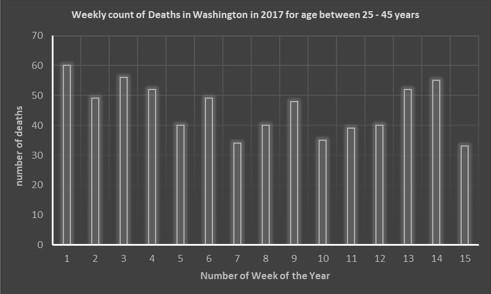 Weekly count of Deaths in Washington in 2017 for age between 25 - 45 years
number of deaths
70
60
50
40
30
20
10
0
1 2 3 4 5 6 7 8 9 10 11 12 13 14 15
Number of Week of the Year